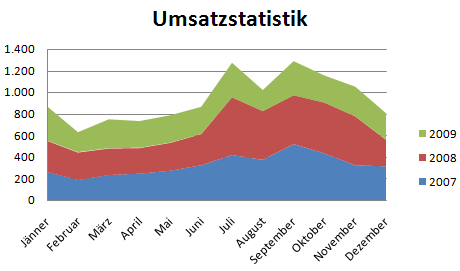 Umsatzstatistik
1.400
1.200
1.000
800
600
400
200
0
Jänner
Februar
März
April
Mai
Juni
Juli
August
September
Oktober
November
Dezember
2009
2008
2007